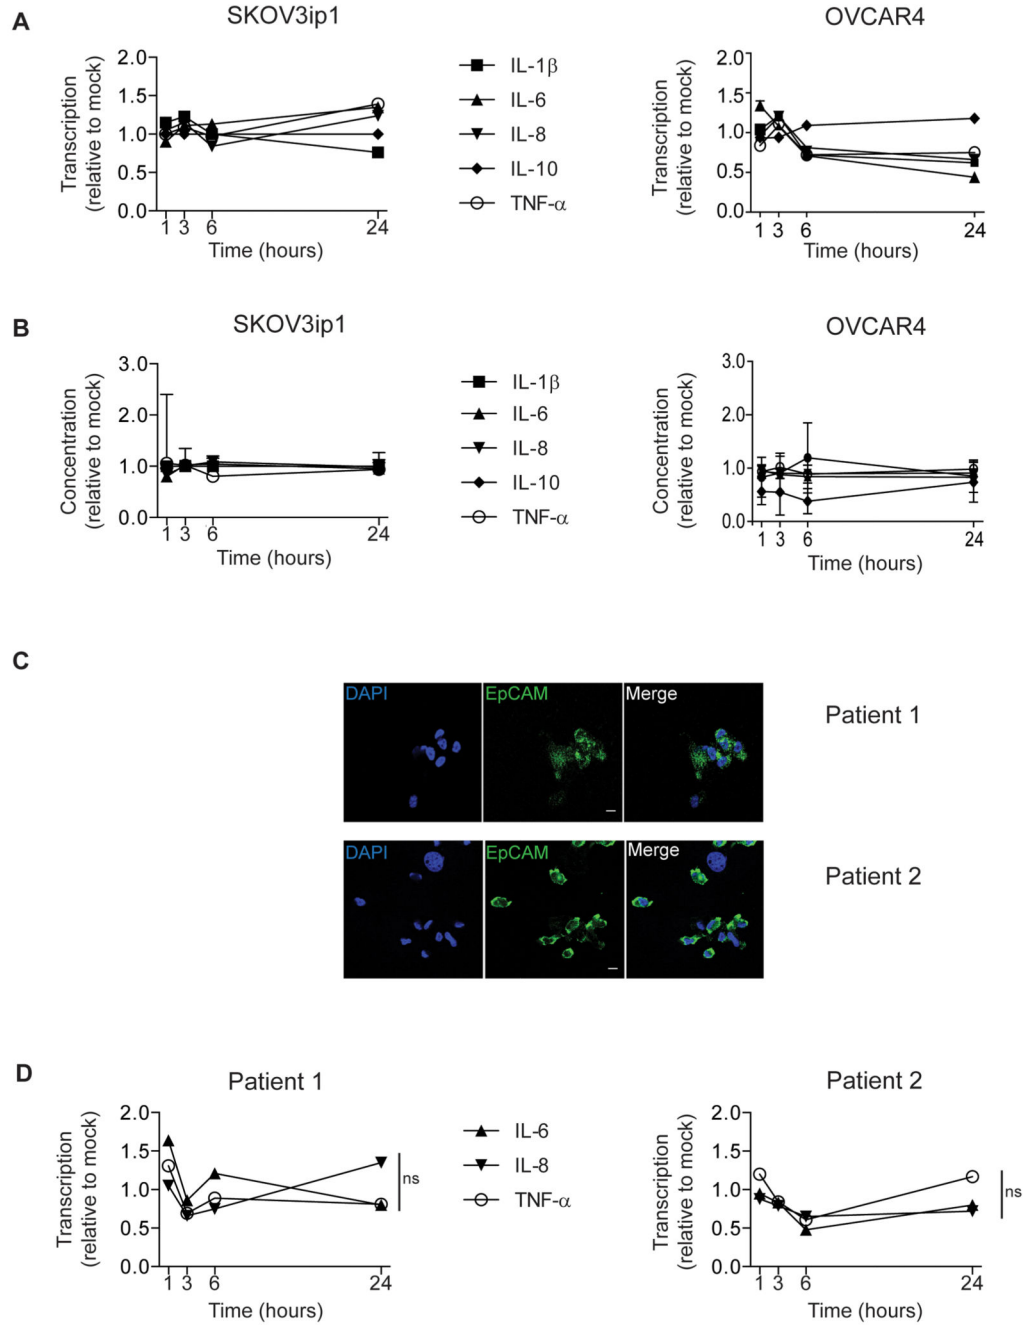 A
SKOV3ip1
OVCAR4
Transcription
(relative to mock)
2.0
1.5
1.0
0.5
0.0
1 3 6 24
Time (hours)
IL-1β
IL-6
IL-8
IL-10
TNF-α
Transcription
(relative to mock)
2.0
1.5
1.0
0.5
0.0
1 3 6 24
Time (hours)
B
SKOV3ip1
OVCAR4
Concentration
(relative to mock)
3.0
2.0
1.0
0.0
1 3 6 24
Time (hours)
IL-1β
IL-6
IL-8
IL-10
TNF-α
Concentration
(relative to mock)
3.0
2.0
1.0
0.0
1 3 6 24
Time (hours)
C
DAPI EpCAM Merge
Patient 1
DAPI EpCAM Merge
Patient 2
D
Patient 1
Patient 2
Transcription
(relative to mock)
2.0
1.5
1.0
0.5
0.0
1 3 6 24
Time (hours)
ns
IL-6
IL-8
TNF-α
Transcription
(relative to mock)
2.0
1.5
1.0
0.5
0.0
1 3 6 24
Time (hours)
ns